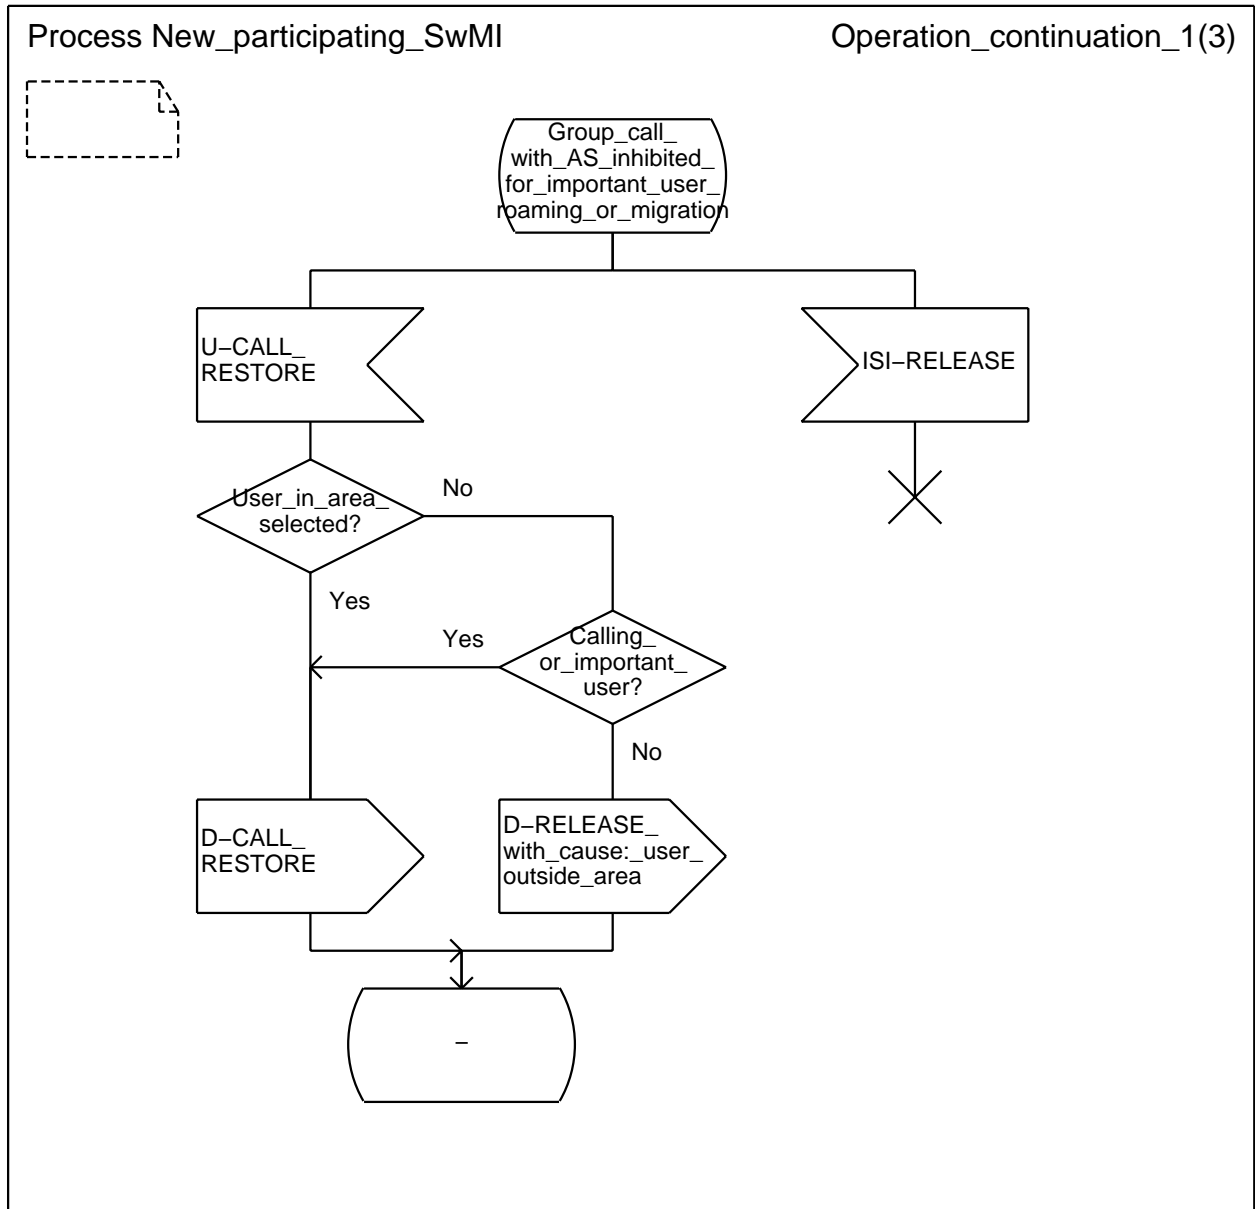 Process New_participating_SwMI
Operation_continuation_1(3)
Group_call_
with_AS_inhibited_
for_important_user_
roaming_or_migration
U−CALL_
RESTORE
ISI−RELEASE
User_in_area_
selected?
No
Yes
Yes
Calling_
or_important_
user?
No
D−CALL_
RESTORE
D−RELEASE_
with_cause:_user_
outside_area
−